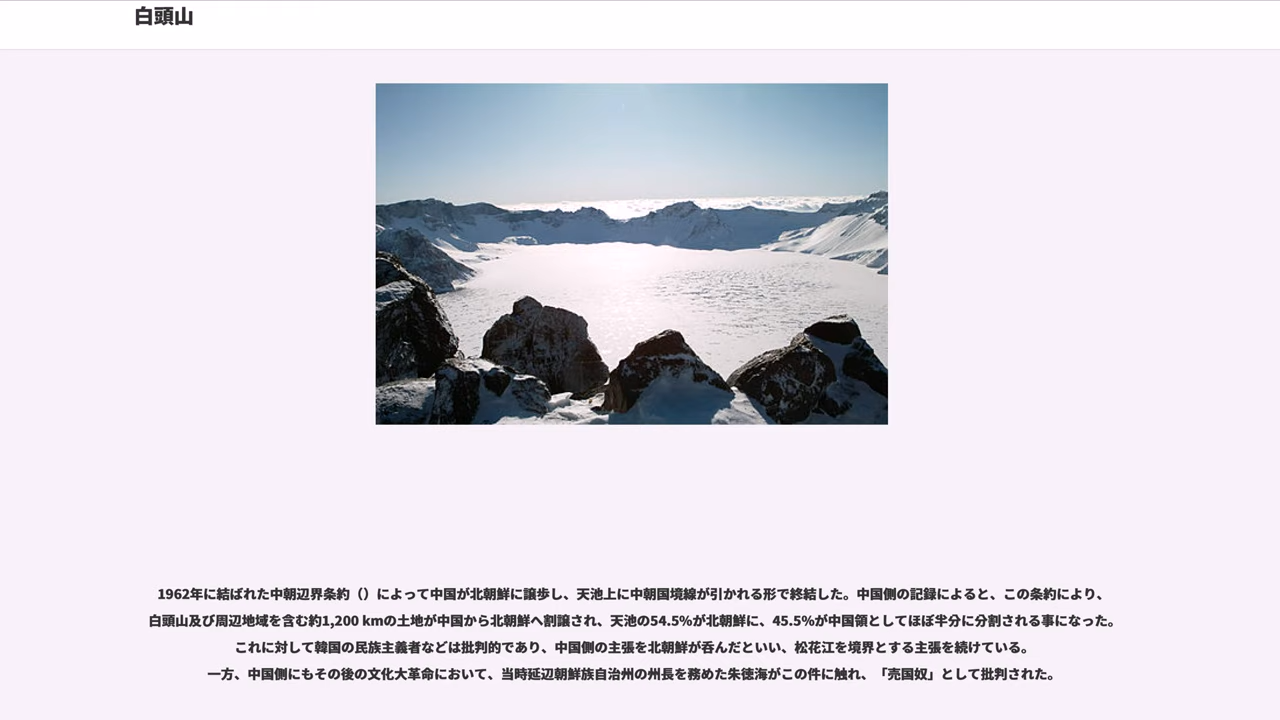 白頭山
1962年に結ばれた中朝辺界条約（）によって中国が北朝鮮に譲歩し、天池上に中朝国境線が引かれる形で終結した。中国側の記録によると、この条約により、
白頭山及び周辺地域を含む約1,200 kmの土地が中国から北朝鮮へ割譲され、天池の54.5%が北朝鮮に、45.5%が中国領としてほぼ半分に分割される事になった。
これに対して韓国の民族主義者などは批判的であり、中国側の主張を北朝鮮が呑んだといい、松花江を境界とする主張を続けている。
一方、中国側にもその後の文化大革命において、当時延辺朝鮮族自治州の州長を務めた朱徳海がこの件に触れ、「売国奴」として批判された。